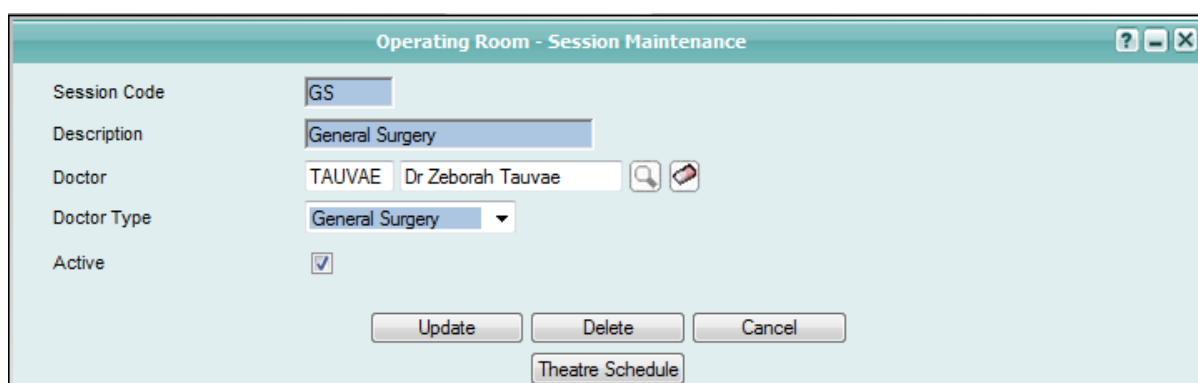 Operating Room - Session Maintenance ?
Session Code GS
Description General Surgery
Doctor TAUVAE Dr Zeborah Tauvae
Doctor Type General Surgery
Active
Update Delete Cancel
Theatre Schedule